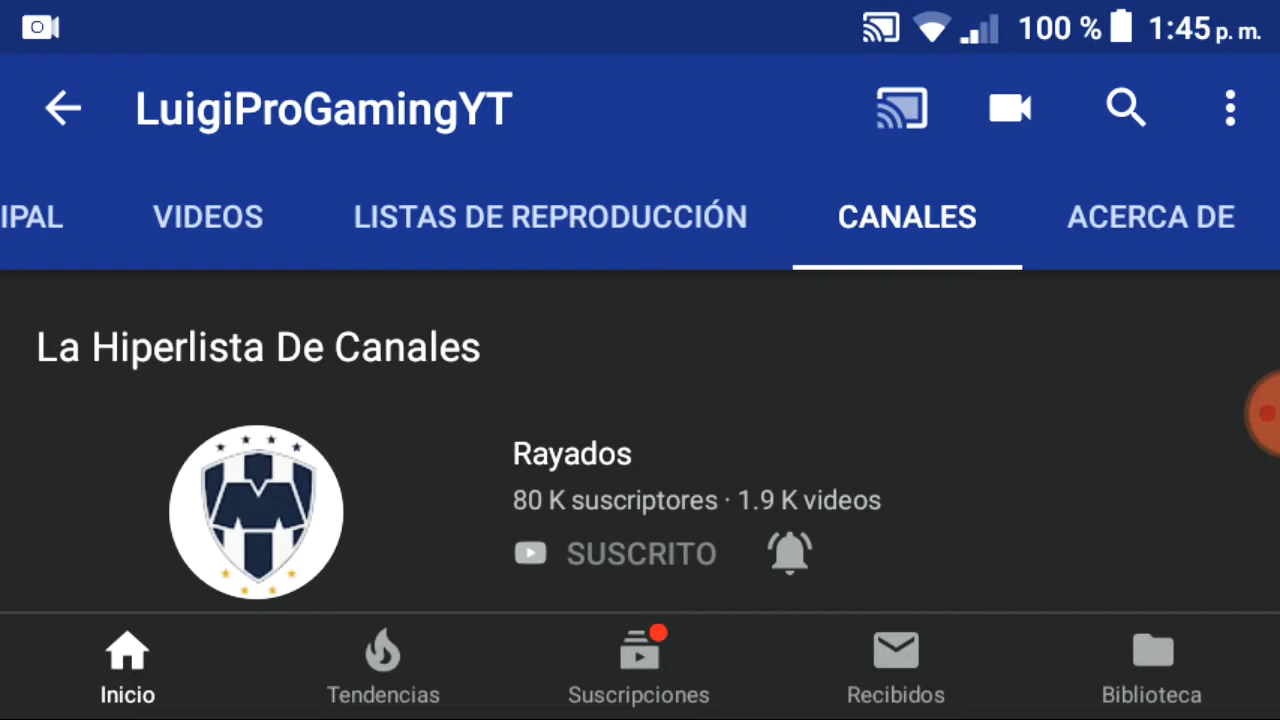 100 % 1:45 p. m.
LuigiProGamingYT
IPAL VIDEOS LISTAS DE REPRODUCCIÓN CANALES ACERCA DE
La Hiperlista De Canales
Rayados
80 K suscriptores · 1.9 K videos
SUSCRITO
Inicio Tendencias Suscripciones Recibidos Biblioteca